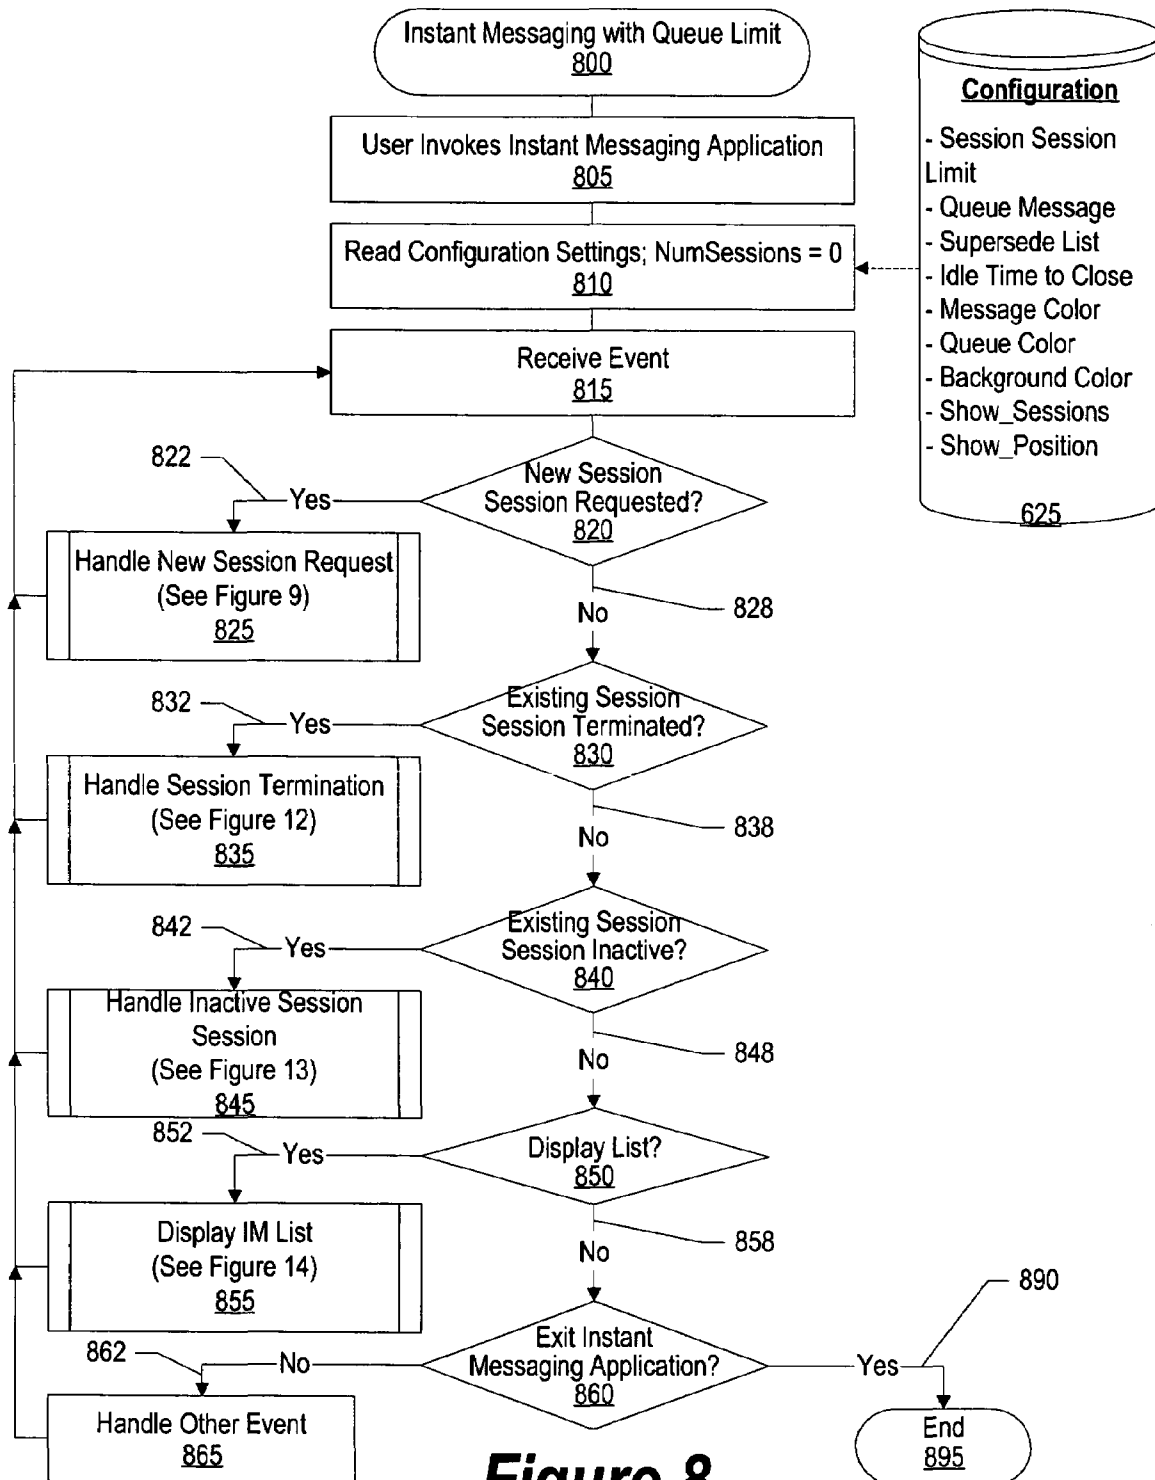 Instant Messaging with Queue Limit
800
User Invokes Instant Messaging Application
805
Read Configuration Settings; NumSessions = 0
810
Configuration
- Session Session
Limit
- Queue Message
- Supersede List
- Idle Time to Close
- Message Color
- Queue Color
- Background Color
- Show_Sessions
- Show_Position
625
Receive Event
815
New Session
Session Requested?
820
822
Yes
Handle New Session Request
(See Figure 9)
825
828
No
Existing Session
Session Terminated?
830
832
Yes
Handle Session Termination
(See Figure 12)
835
838
No
Existing Session
Session Inactive?
840
842
Yes
Handle Inactive Session
Session
(See Figure 13)
845
848
No
Display List?
850
852
Yes
Display IM List
(See Figure 14)
855
858
No
Exit Instant
Messaging Application?
860
862
No
Handle Other Event
865
890
Yes
End
895
Figure 8